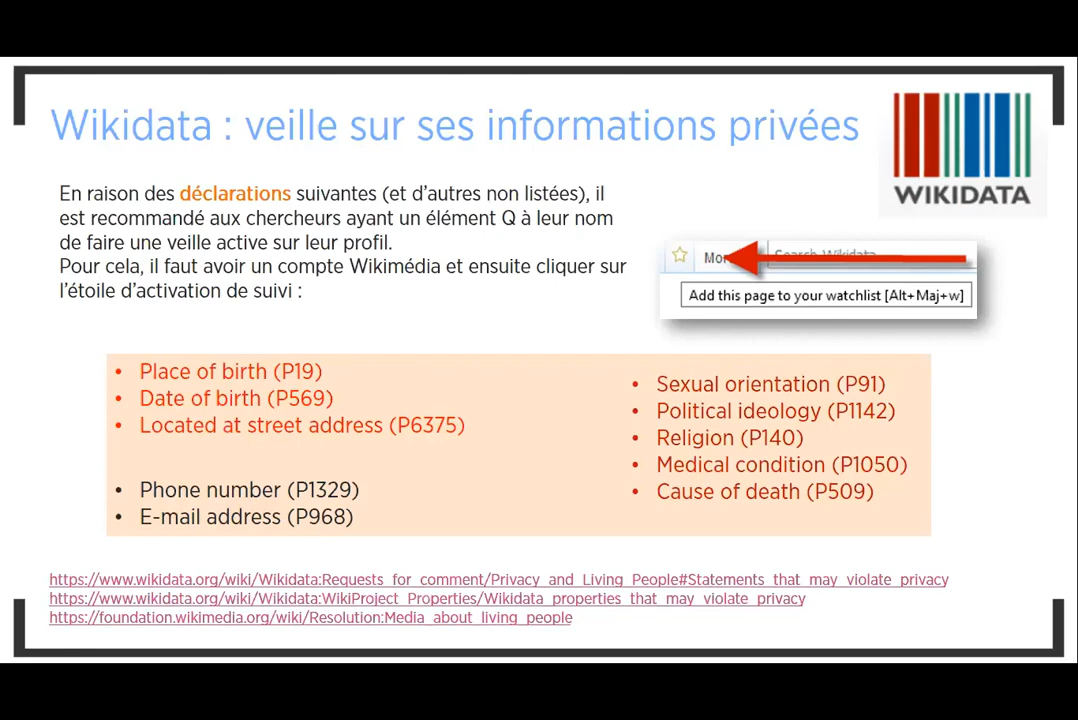 Wikidata : veille sur ses informations privées
WIKIDATA
En raison des déclarations suivantes (et d'autres non listées), il
est recommandé aux chercheurs ayant un élément Q à leur nom
de faire une veille active sur leur profil.
Pour cela, il faut avoir un compte Wikimédia et ensuite cliquer sur
l'étoile d'activation de suivi :
Search Wikidata
Add this page to your watchlist [Alt+Maj+w]
• Place of birth (P19)
• Date of birth (P569)
• Located at street address (P6375)
• Phone number (P1329)
• E-mail address (P968)
• Sexual orientation (P91)
• Political ideology (P1142)
• Religion (P140)
• Medical condition (P1050)
• Cause of death (P509)
https://www.wikidata.org/wiki/Wikidata:Requests_for_comment/Privacy_and_Living_People#Statements_that_may_violate_privacy
https://www.wikidata.org/wiki/Wikidata:WikiProject_Properties/Wikidata_properties_that_may_violate_privacy
https://foundation.wikimedia.org/wiki/Resolution:Media_about_living_people